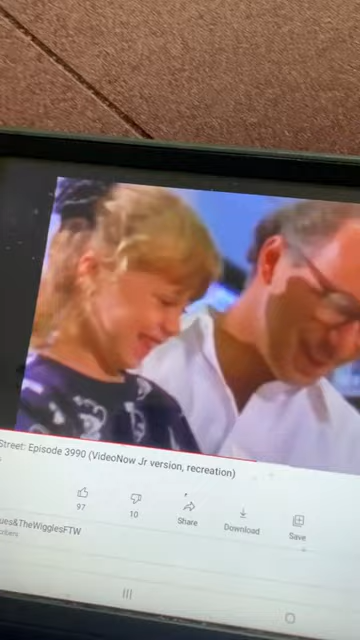 Street: Episode 3990 (VideoNow Jr version, recreation)
97
10
Share
Download
Save
ues&TheWigglesFTW